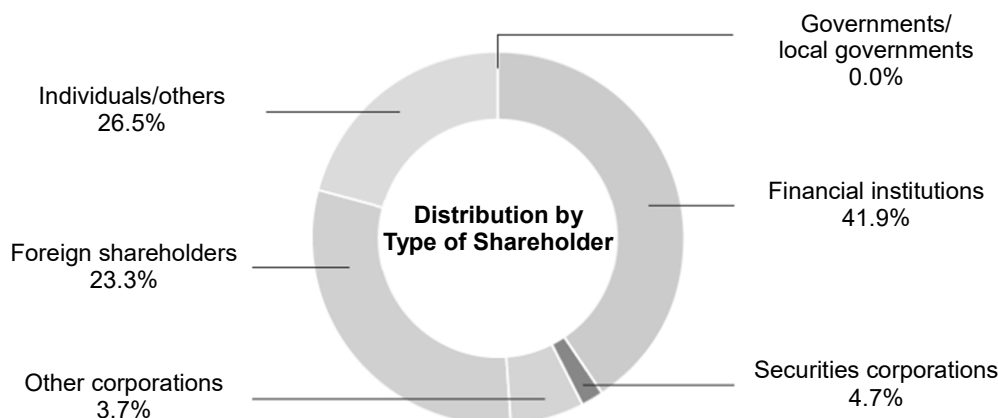 Governments/
local governments
0.0%
Individuals/others
26.5%
Financial institutions
41.9%
Distribution by
Type of Shareholder
Foreign shareholders
23.3%
Securities corporations
4.7%
Other corporations
3.7%